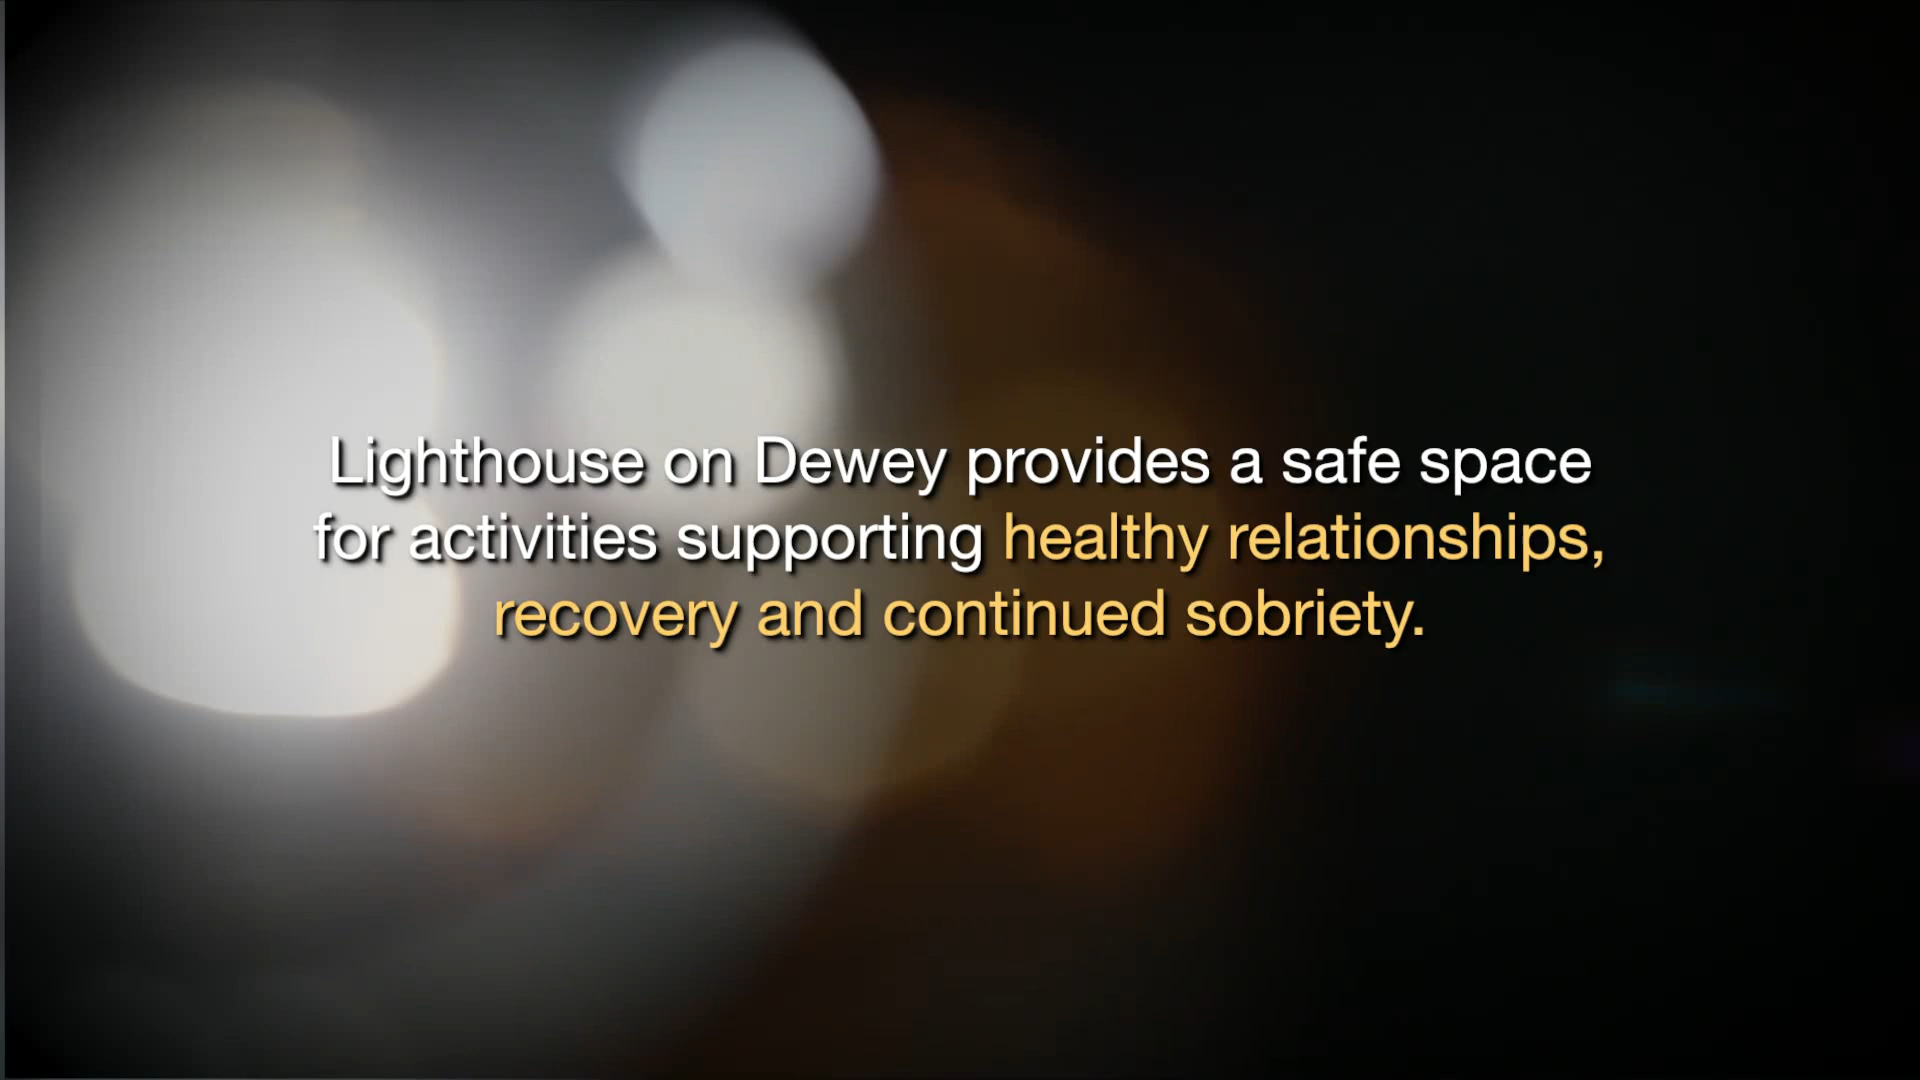 Lighthouse on Dewey provides a safe space
for activities supporting healthy relationships,
recovery and continued sobriety.